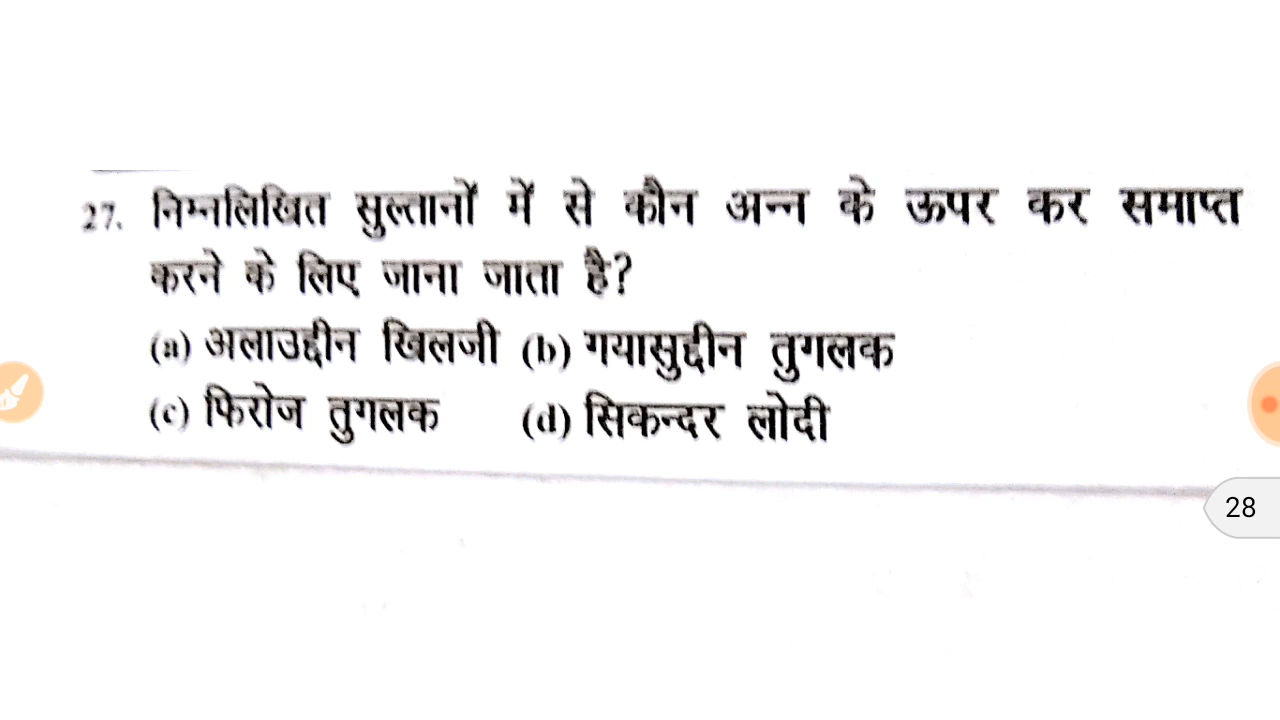 27. निम्नलिखित सुल्तानों में से कौन अन्न के ऊपर कर समाप्त
करने के लिए जाना जाता है?
(a) अलाउद्दीन खिलजी (b) गयासुद्दीन तुगलक
(c) फिरोज तुगलक (d) सिकन्दर लोदी
28